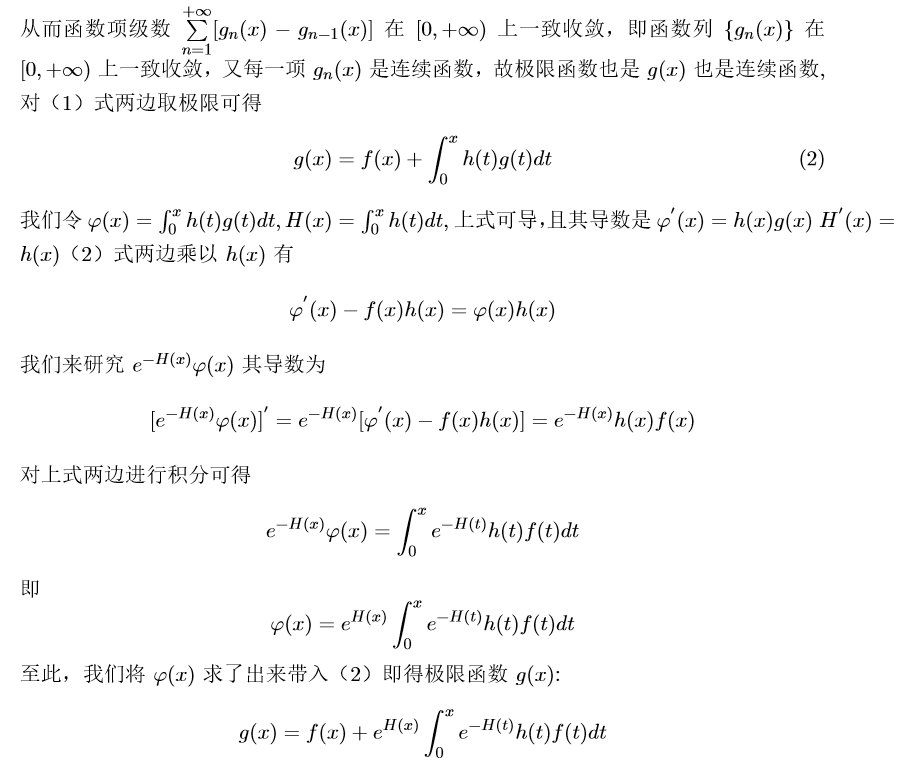 从而函数项级数 $\sum\limits_{n=1}^{+\infty}[g_n(x) - g_{n-1}(x)]$ 在 $[0,+\infty)$ 上一致收敛，即函数列 $\{g_n(x)\}$ 在
$[0,+\infty)$ 上一致收敛，又每一项 $g_n(x)$ 是连续函数，故极限函数也是 $g(x)$ 也是连续函数,
对（1）式两边取极限可得
$g(x) = f(x) + \int_0^x h(t)g(t)dt$ (2)
我们令 $\varphi(x) = \int_0^x h(t)g(t)dt, H(x) = \int_0^x h(t)dt,$ 上式可导,且其导数是 $\varphi^{'}(x) = h(x)g(x)$ $H^{'}(x) =$
$h(x)$（2）式两边乘以 $h(x)$ 有
$\varphi^{'}(x) - f(x)h(x) = \varphi(x)h(x)$
我们来研究 $e^{-H(x)}\varphi(x)$ 其导数为
$[e^{-H(x)}\varphi(x)]^{'} = e^{-H(x)}[\varphi^{'}(x) - f(x)h(x)] = e^{-H(x)}h(x)f(x)$
对上式两边进行积分可得
$e^{-H(x)}\varphi(x) = \int_0^x e^{-H(t)}h(t)f(t)dt$
即
$\varphi(x) = e^{H(x)} \int_0^x e^{-H(t)}h(t)f(t)dt$
至此，我们将 $\varphi(x)$ 求了出来带入（2）即得极限函数 $g(x)$:
$g(x) = f(x) + e^{H(x)} \int_0^x e^{-H(t)}h(t)f(t)dt$